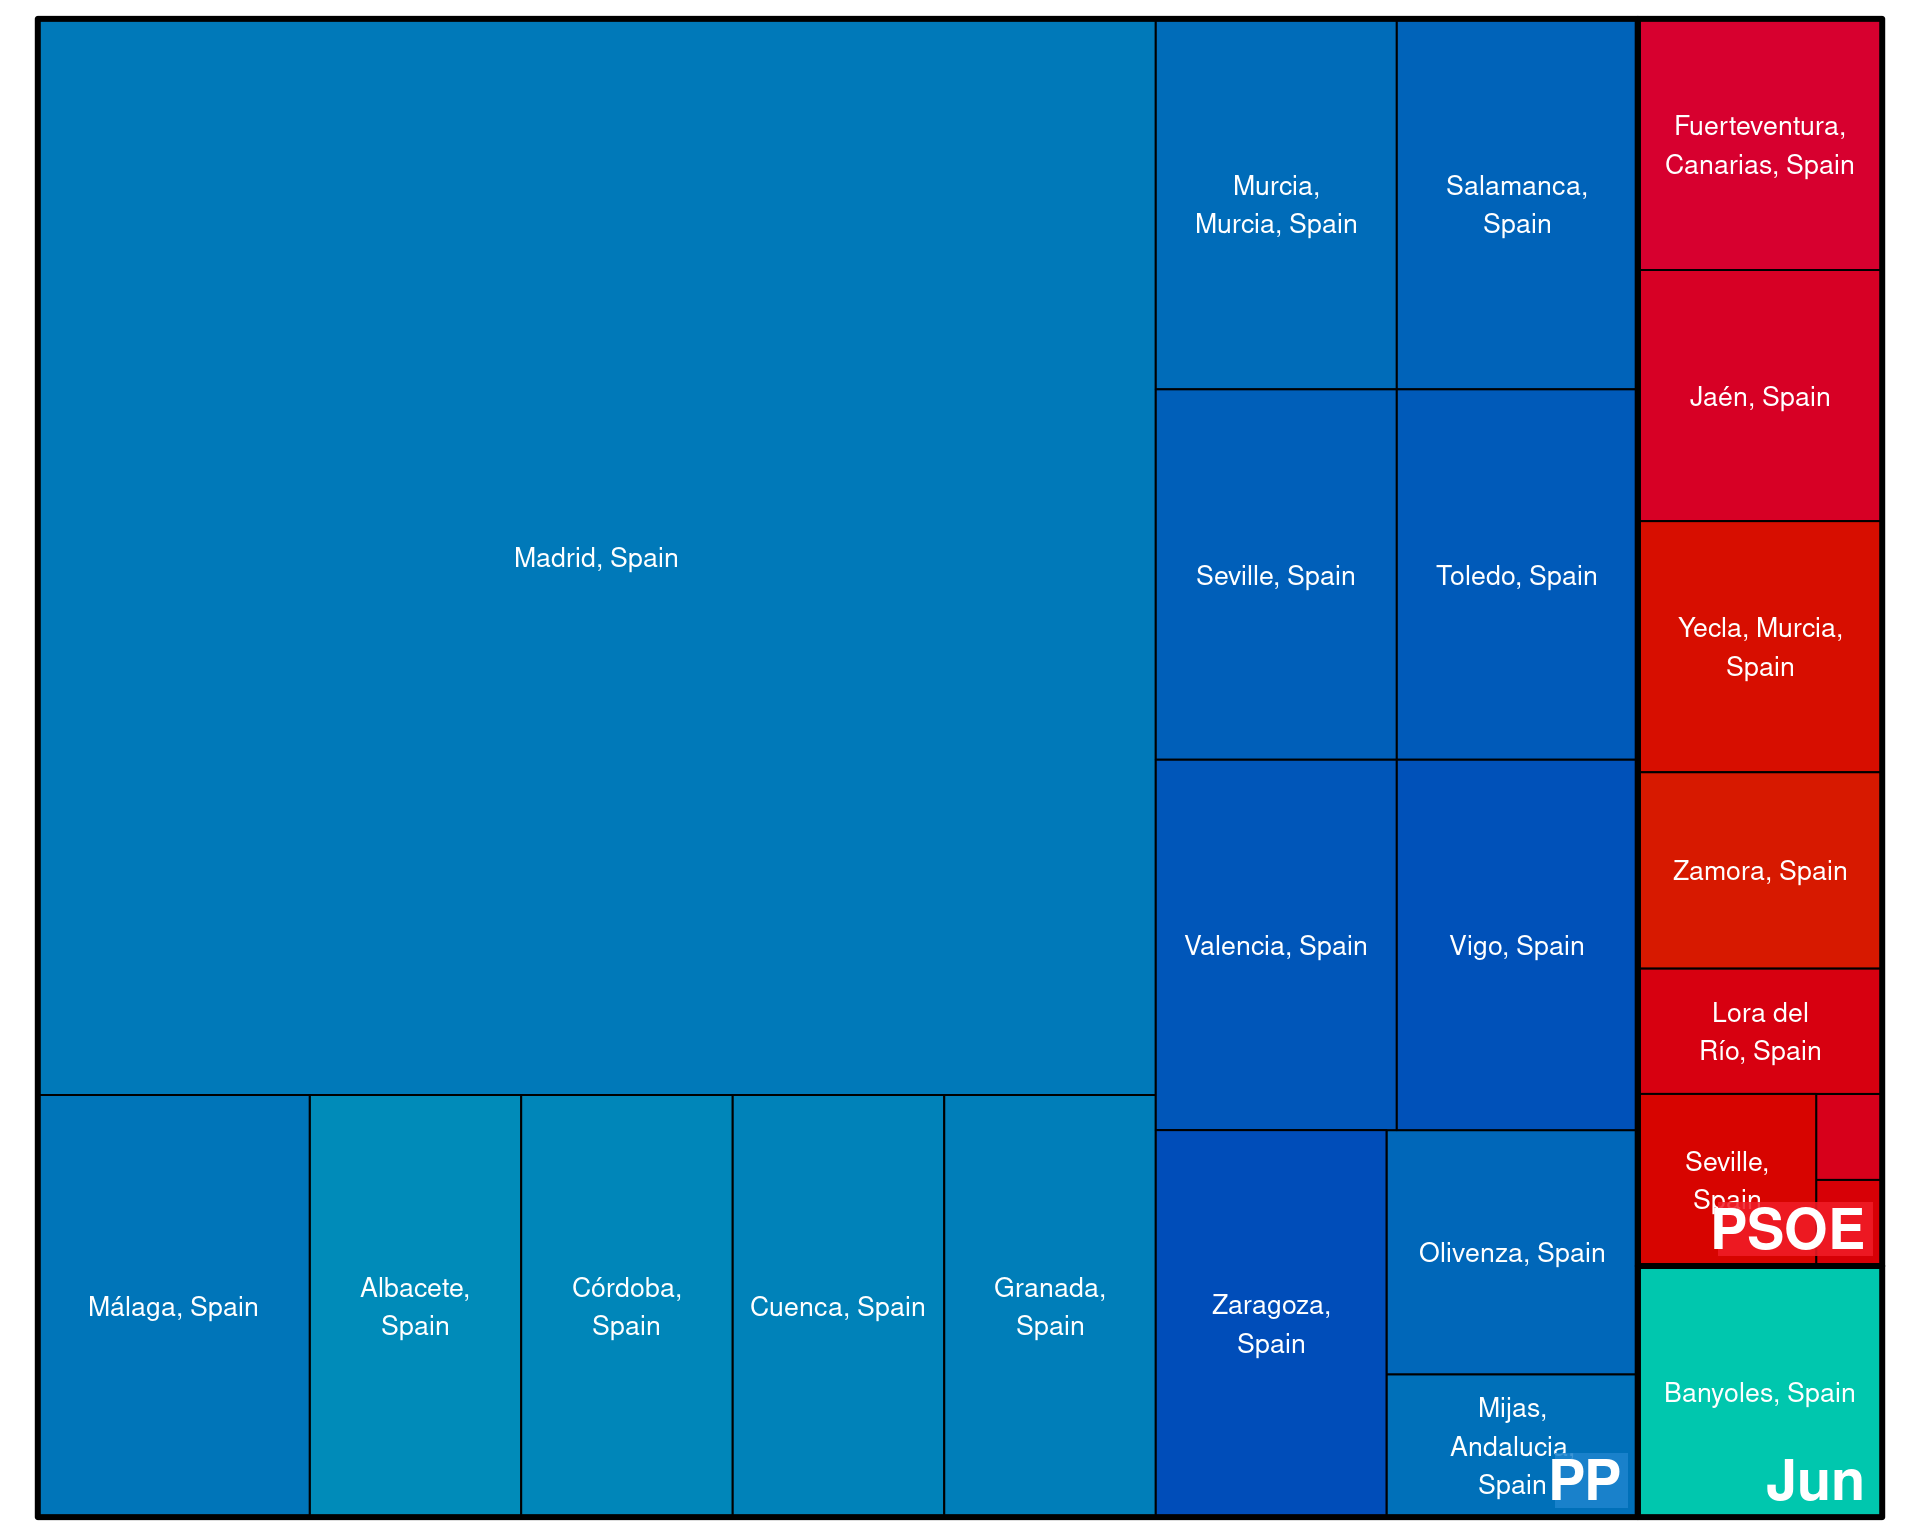 Madrid, Spain
Málaga, Spain
Albacete,
Spain
Córdoba,
Spain
Cuenca, Spain
Granada,
Spain
Murcia,
Murcia, Spain
Salamanca,
Spain
Seville, Spain
Toledo, Spain
Valencia, Spain
Vigo, Spain
Zaragoza,
Spain
Olivenza, Spain
Mijas,
Andalucia,
Spain
PP
Fuerteventura,
Canarias, Spain
Jaén, Spain
Yecla, Murcia,
Spain
Zamora, Spain
Lora del
Río, Spain
Seville,
Spain
PSOE
Banyoles, Spain
Jun